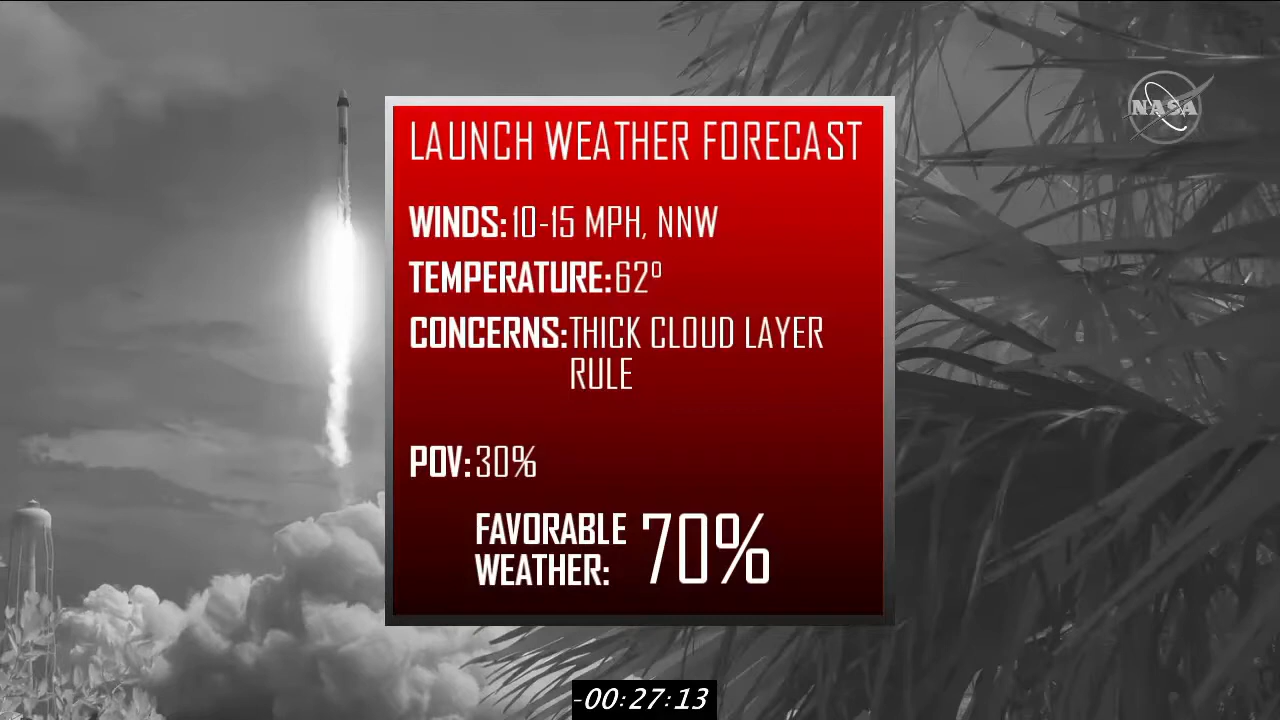 NASA
LAUNCH WEATHER FORECAST
WINDS: 10-15 MPH, NNW
TEMPERATURE: 62º
CONCERNS: THICK CLOUD LAYER
RULE
POV: 30%
FAVORABLE
WEATHER: 70%
-00:27:13